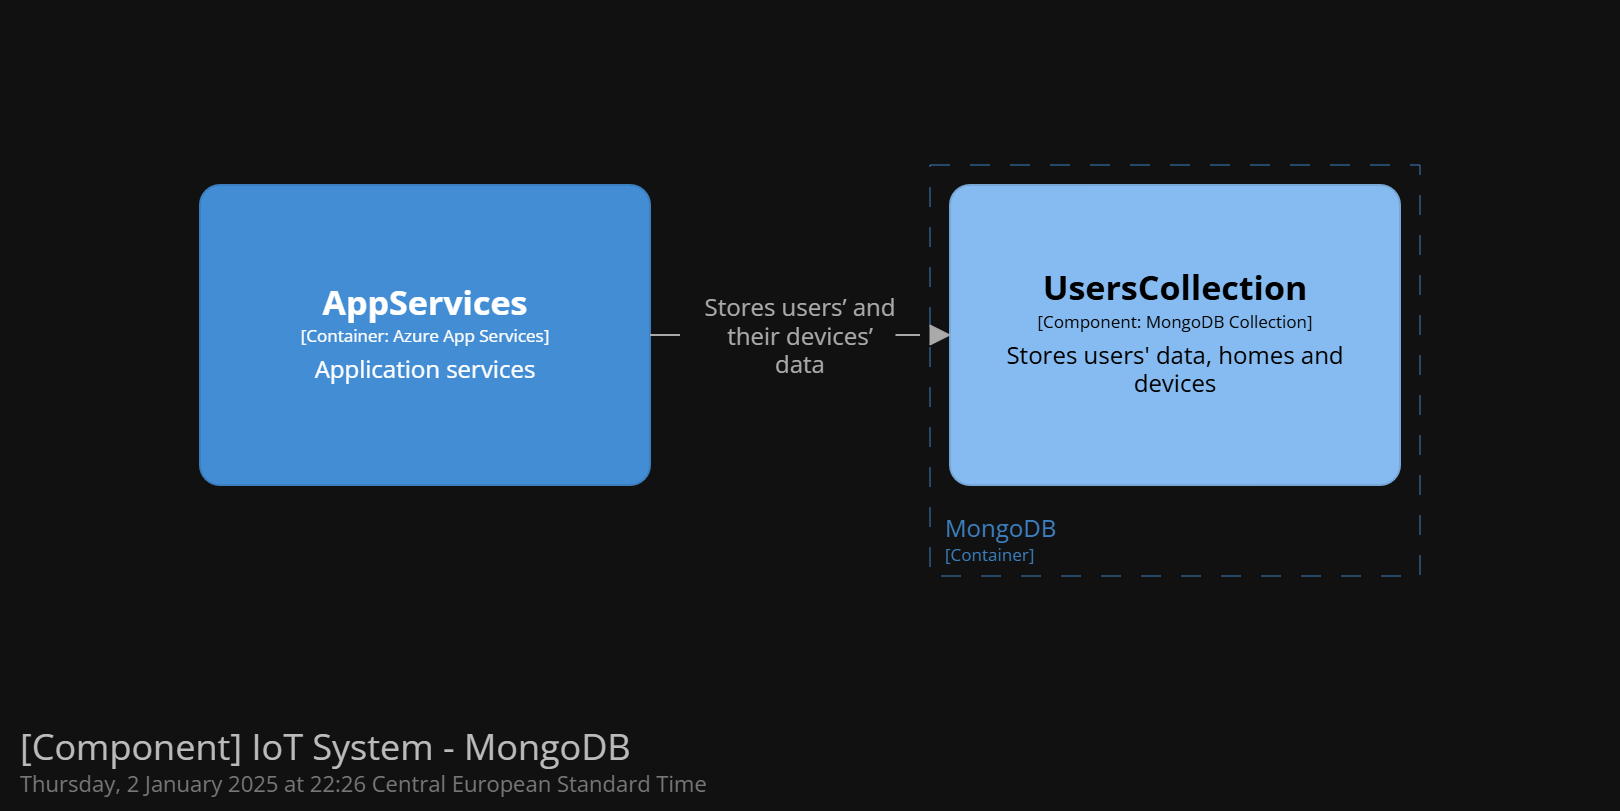 AppServices
[Container: Azure App Services]
Application services
Stores users’ and
their devices’
data
UsersCollection
[Component: MongoDB Collection]
Stores users' data, homes and
devices
MongoDB
[Container]
[Component] IoT System - MongoDB
Thursday, 2 January 2025 at 22:26 Central European Standard Time